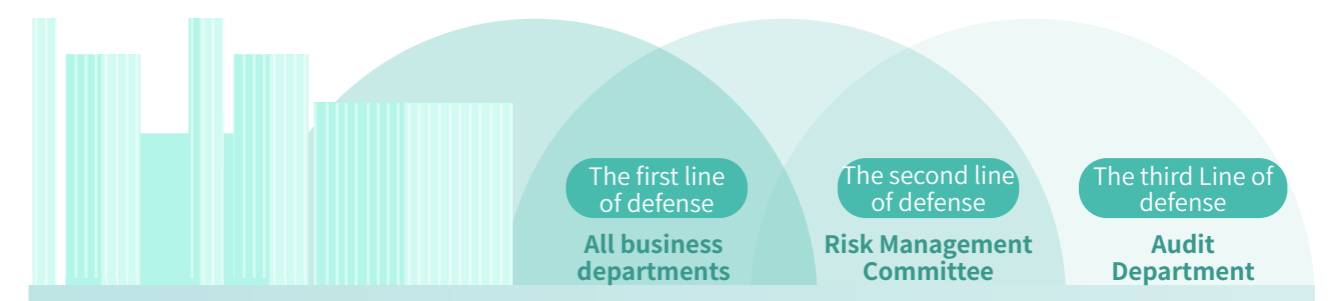 The first line
of defense
All business
departments
The second line
of defense
Risk Management
Committee
The third Line of
defense
Audit
Department